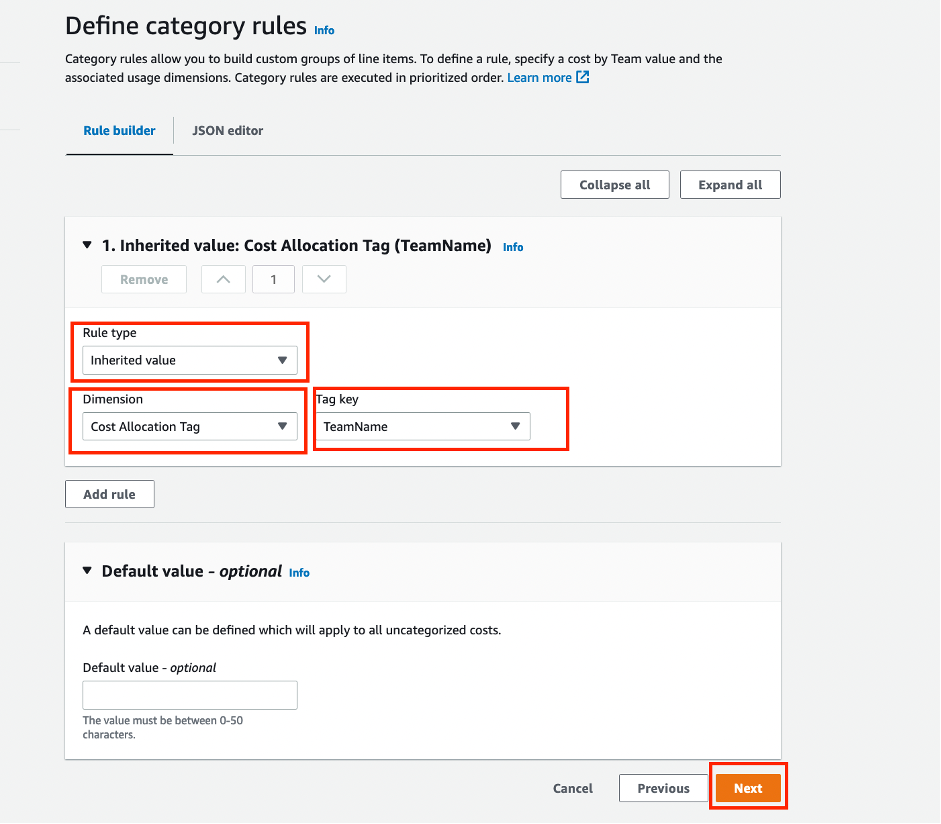 Define category rules Info
Category rules allow you to build custom groups of line items. To define a rule, specify a cost by Team value and the
associated usage dimensions. Category rules are executed in prioritized order. Learn more
Rule builder
JSON editor
Collapse all
Expand all
1. Inherited value: Cost Allocation Tag (TeamName) Info
Remove
1
Rule type
Inherited value
Dimension
Tag key
Cost Allocation Tag
TeamName
Add rule
Default value - optional Info
A default value can be defined which will apply to all uncategorized costs.
Default value - optional
The value must be between 0-50
characters.
Cancel
Previous
Next